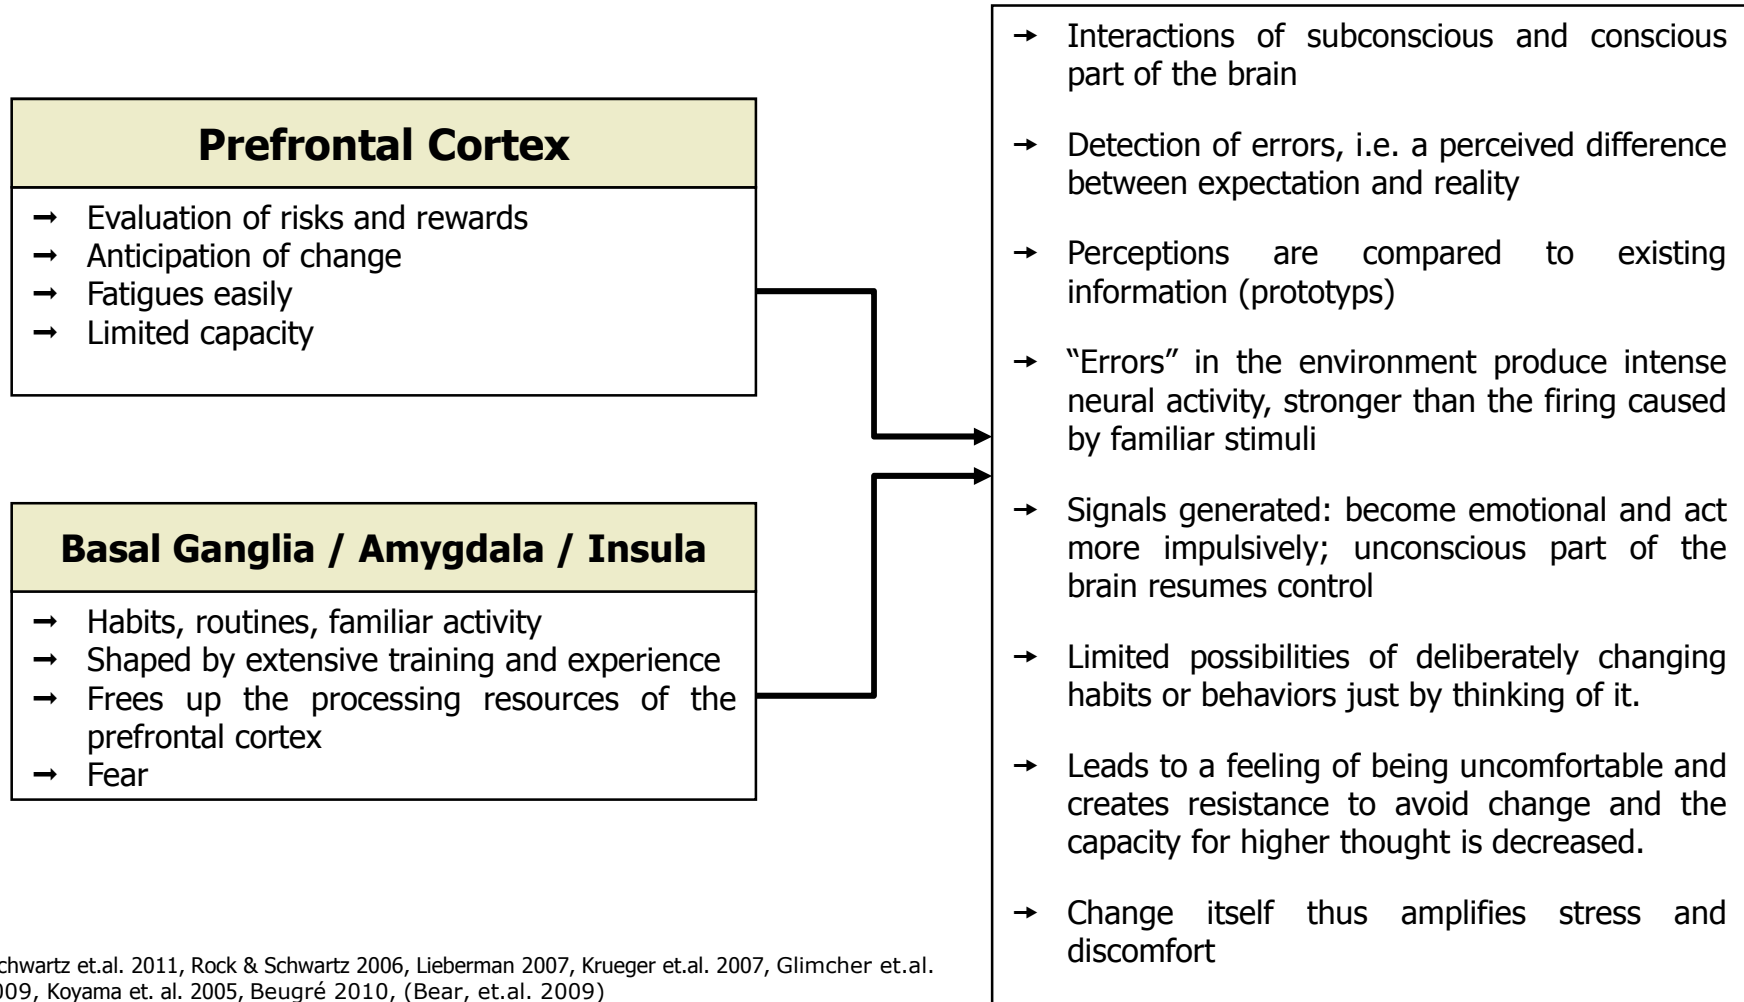 Prefrontal Cortex
→ Evaluation of risks and rewards
→ Anticipation of change
→ Fatigues easily
→ Limited capacity
Basal Ganglia / Amygdala / Insula
→ Habits, routines, familiar activity
→ Shaped by extensive training and experience
→ Frees up the processing resources of the
prefrontal cortex
→ Fear
→ Interactions of subconscious and conscious
part of the brain
→ Detection of errors, i.e. a perceived difference
between expectation and reality
→ Perceptions are compared to existing
information (prototyps)
→ “Errors” in the environment produce intense
neural activity, stronger than the firing caused
by familiar stimuli
→ Signals generated: become emotional and act
more impulsively; unconscious part of the
brain resumes control
→ Limited possibilities of deliberately changing
habits or behaviors just by thinking of it.
→ Leads to a feeling of being uncomfortable and
creates resistance to avoid change and the
capacity for higher thought is decreased.
→ Change itself thus amplifies stress and
discomfort
chwartz et.al. 2011, Rock & Schwartz 2006, Lieberman 2007, Krueger et.al. 2007, Glimcher et.al.
009, Koyama et. al. 2005, Beugré 2010, (Bear, et.al. 2009)